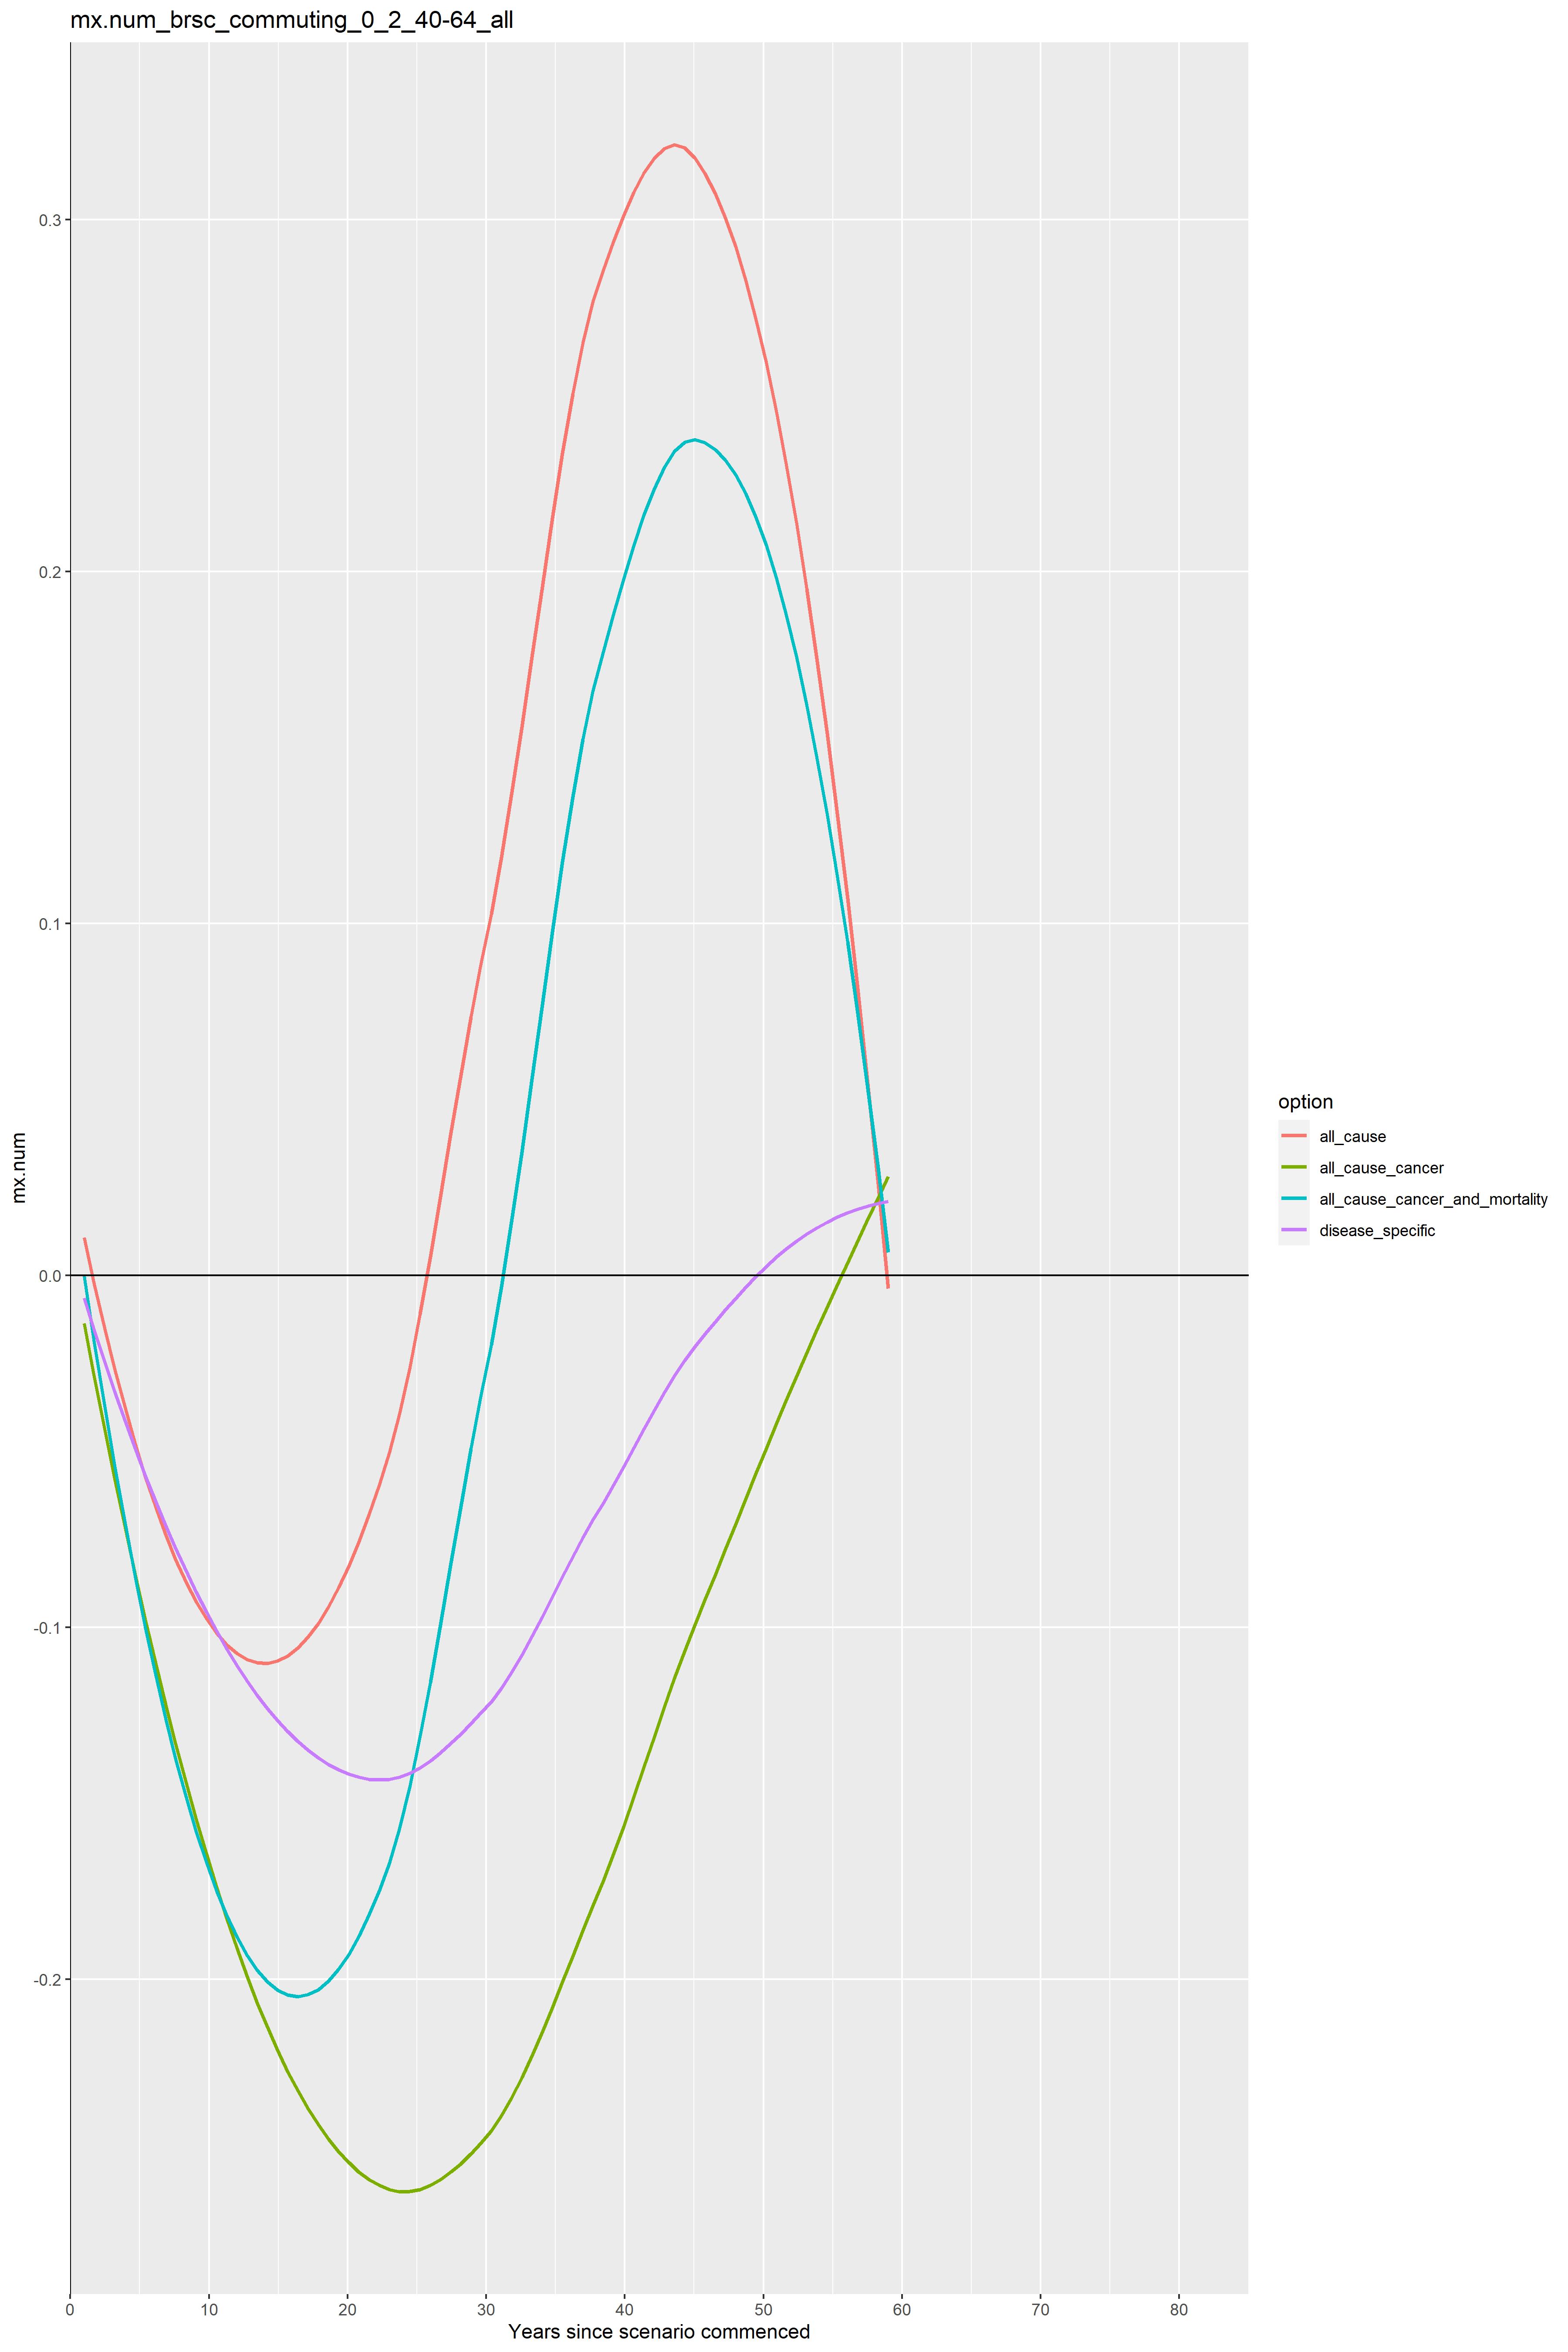 mx.num_brsc_commuting_0_2_40-64_all
mx.num
0.3
0.2
0.1
0.0
-0.1
-0.2
0 10 20 30 40 50 60 70 80
Years since scenario commenced
option
all_cause
all_cause_cancer
all_cause_cancer_and_mortality
disease_specific